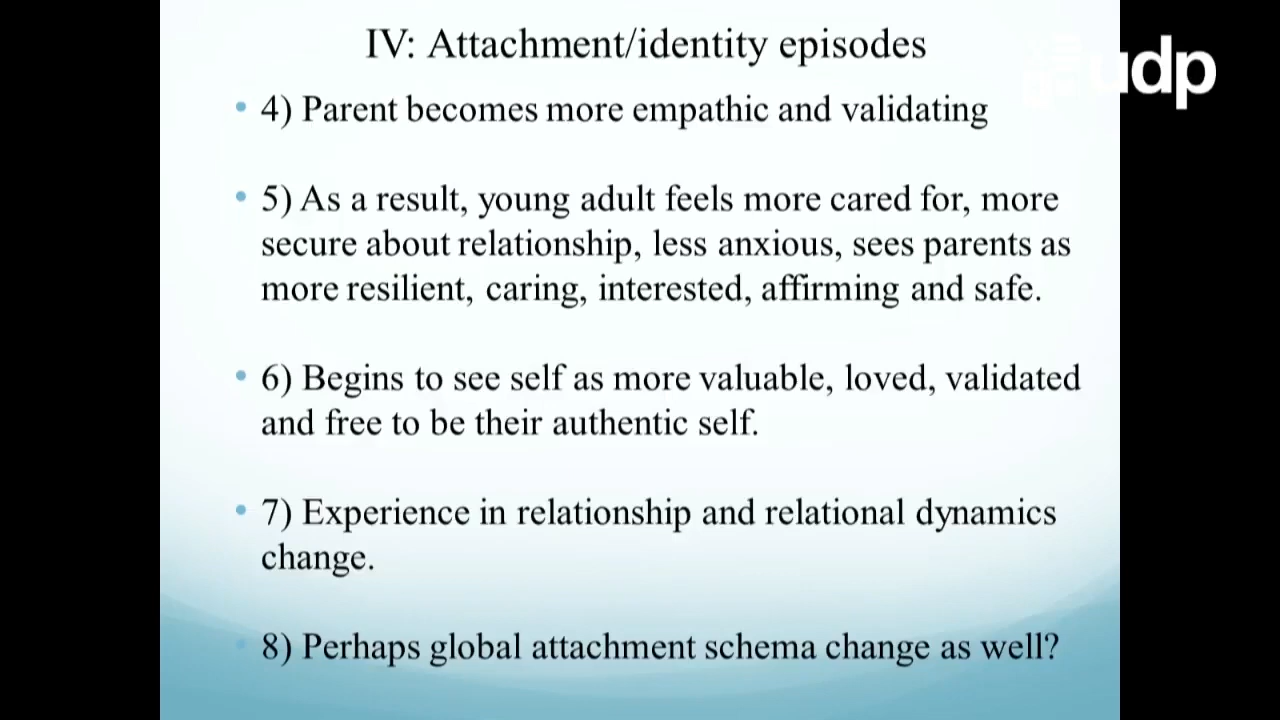 IV: Attachment/identity episodes
udp
• 4) Parent becomes more empathic and validating
• 5) As a result, young adult feels more cared for, more
secure about relationship, less anxious, sees parents as
more resilient, caring, interested, affirming and safe.
• 6) Begins to see self as more valuable, loved, validated
and free to be their authentic self.
• 7) Experience in relationship and relational dynamics
change.
• 8) Perhaps global attachment schema change as well?